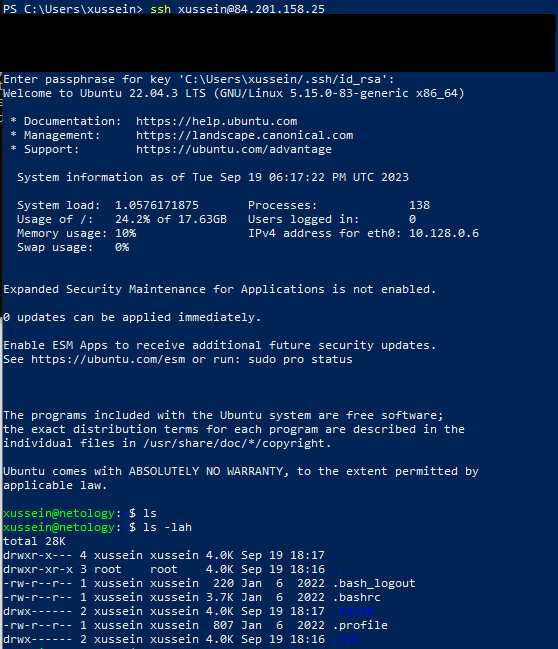 PS C:\Users\xussein> ssh xussein@84.201.158.25
Enter passphrase for key 'C:\Users\xussein/.ssh/id_rsa':
Welcome to Ubuntu 22.04.3 LTS (GNU/Linux 5.15.0-83-generic x86_64)
* Documentation:  https://help.ubuntu.com
* Management:     https://landscape.canonical.com
* Support:        https://ubuntu.com/advantage
System information as of Tue Sep 19 06:17:22 PM UTC 2023
System load:  1.0576171875      Processes:             138
Usage of /:   24.2% of 17.63GB   Users logged in:       0
Memory usage: 10%               IPv4 address for eth0: 10.128.0.6
Swap usage:   0%
Expanded Security Maintenance for Applications is not enabled.
0 updates can be applied immediately.
Enable ESM Apps to receive additional future security updates.
See https://ubuntu.com/esm or run: sudo pro status
The programs included with the Ubuntu system are free software;
the exact distribution terms for each program are described in the
individual files in /usr/share/doc/*/copyright.
Ubuntu comes with ABSOLUTELY NO WARRANTY, to the extent permitted by
applicable law.
xussein@netology: $ ls
xussein@netology: $ ls -lah
total 28K
drwxr-x--- 4 xussein xussein 4.0K Sep 19 18:17
drwxr-xr-x 3 root    root    4.0K Sep 19 18:16
-rw-r--r-- 1 xussein xussein  220 Jan  6  2022 .bash_logout
-rw-r--r-- 1 xussein xussein 3.7K Jan  6  2022 .bashrc
drwx------ 2 xussein xussein 4.0K Sep 19 18:17 .cache
-rw-r--r-- 1 xussein xussein  807 Jan  6  2022 .profile
drwx------ 2 xussein xussein 4.0K Sep 19 18:16 .ssh